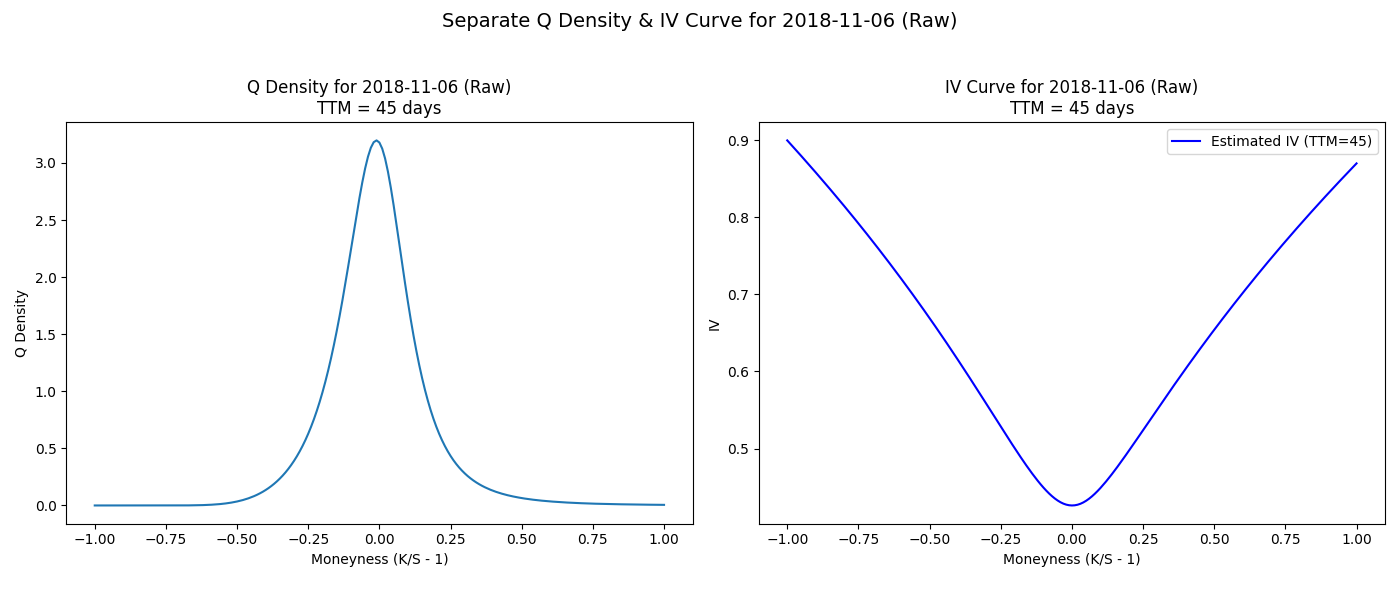 Separate Q Density & IV Curve for 2018-11-06 (Raw)
Q Density for 2018-11-06 (Raw)
TTM = 45 days
Q Density
3.0
2.5
2.0
1.5
1.0
0.5
0.0
−1.00 −0.75 −0.50 −0.25 0.00 0.25 0.50 0.75 1.00
Moneyness (K/S - 1)
IV Curve for 2018-11-06 (Raw)
TTM = 45 days
Estimated IV (TTM=45)
IV
0.9
0.8
0.7
0.6
0.5
−1.00 −0.75 −0.50 −0.25 0.00 0.25 0.50 0.75 1.00
Moneyness (K/S - 1)